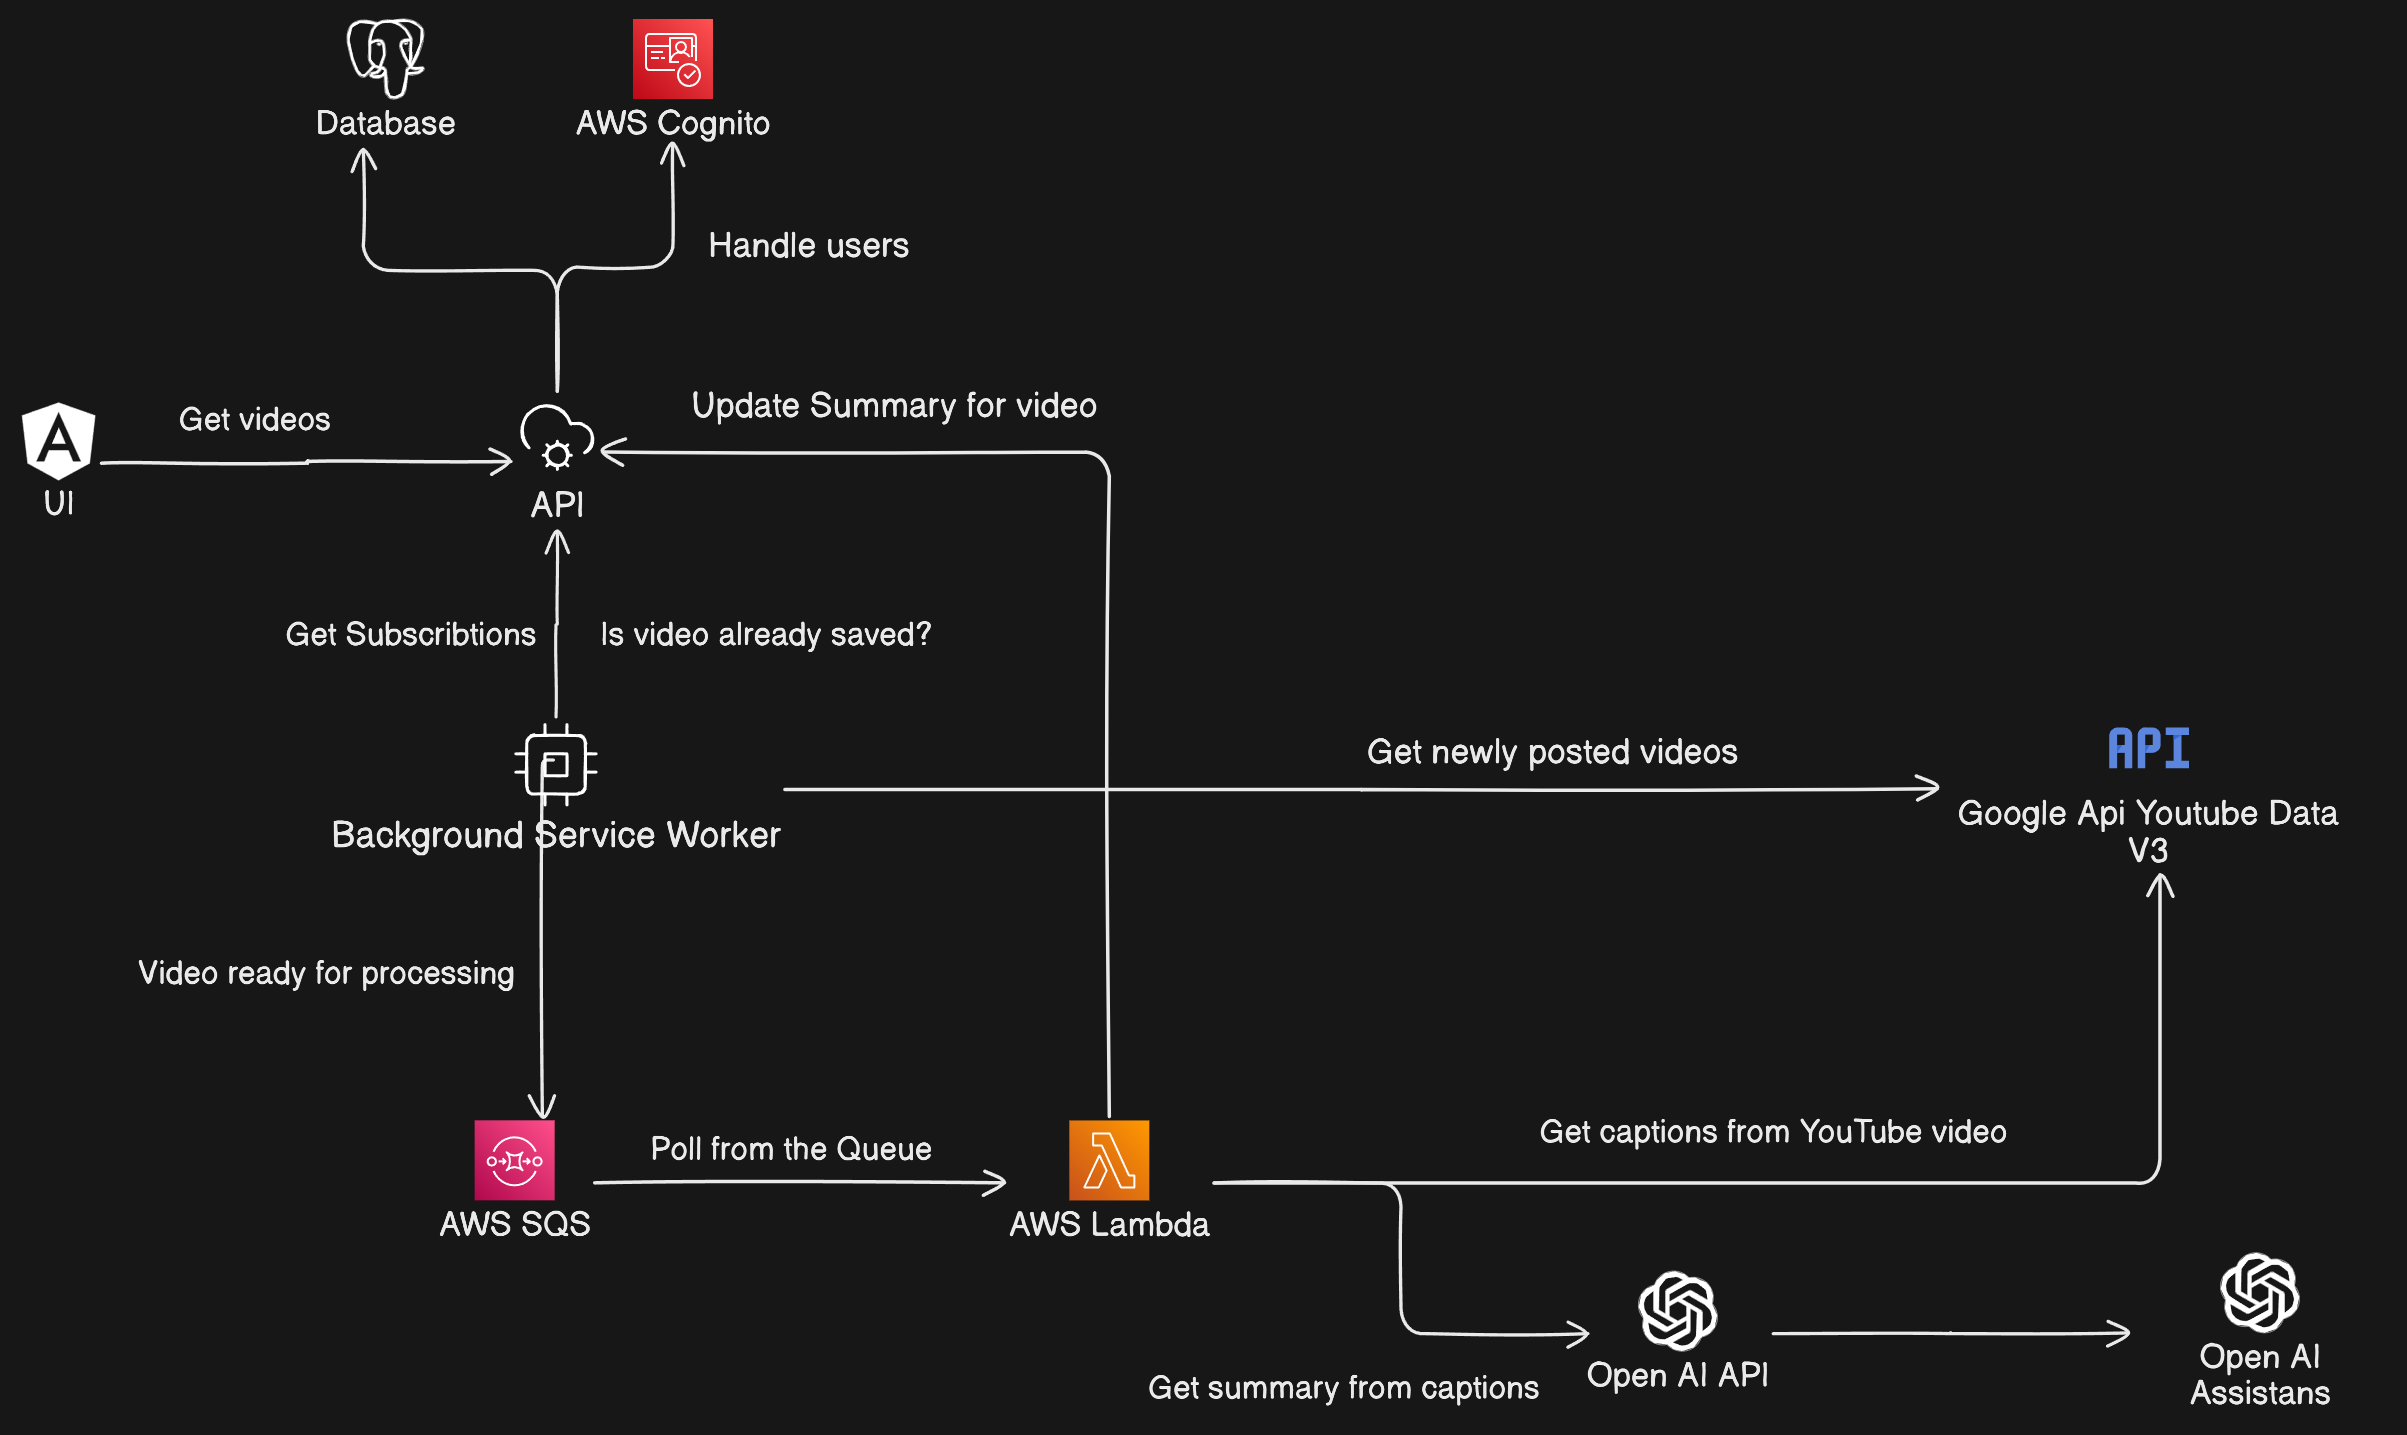 Database
AWS Cognito
Handle users
Get videos
Update Summary for video
UI
API
Get Subscribtions
Is video already saved?
Get newly posted videos
API
Google Api Youtube Data
V3
Background Service Worker
Video ready for processing
Poll from the Queue
Get captions from YouTube video
AWS SQS
AWS Lambda
Get summary from captions
Open AI API
Open AI
Assistans